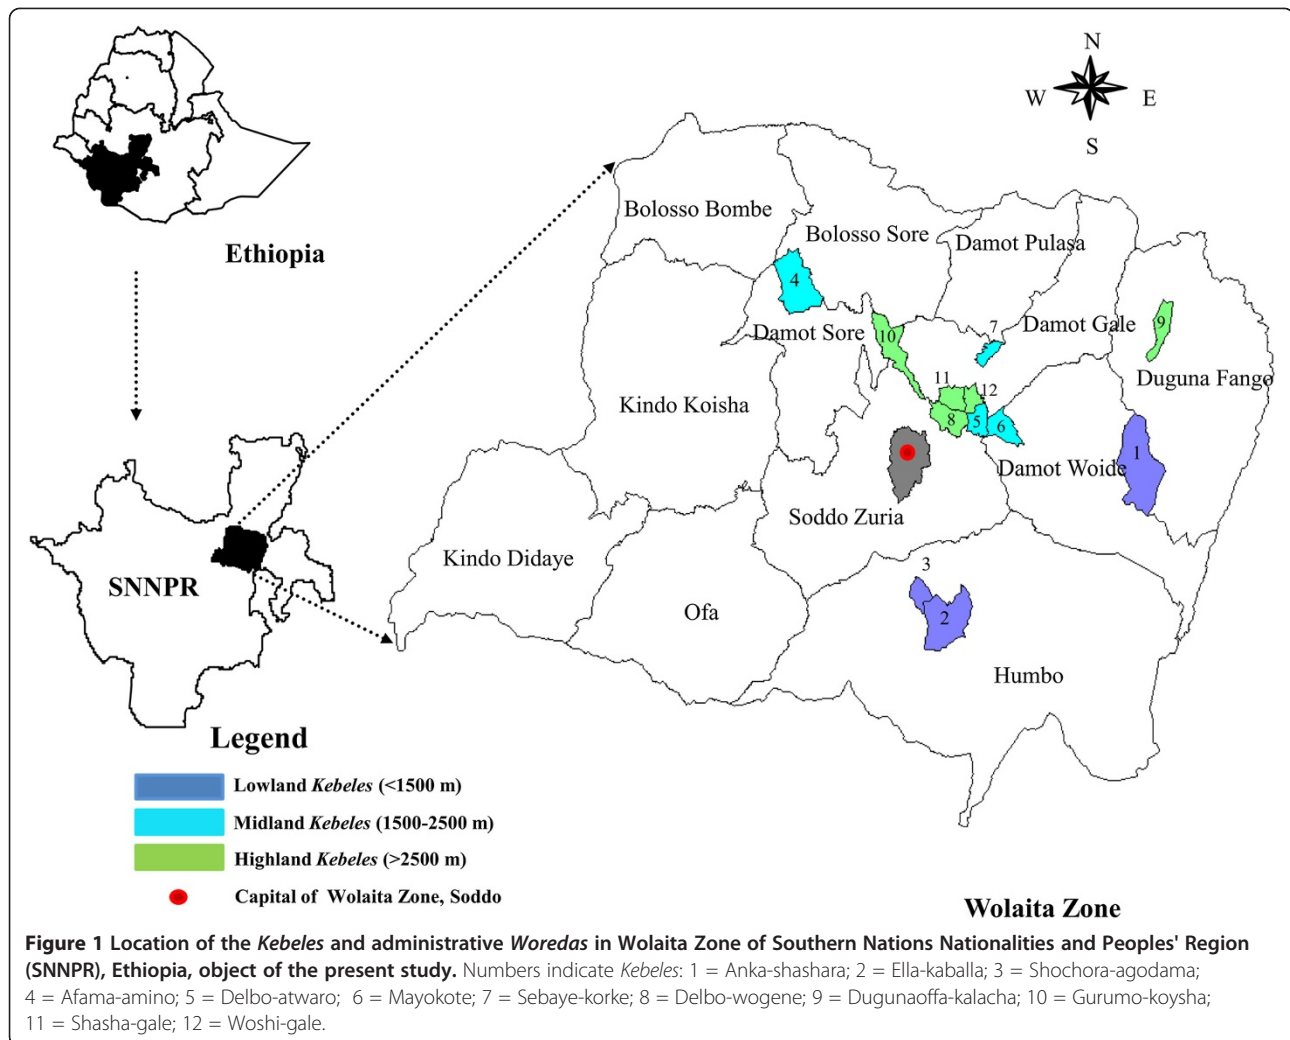 N
W E
S
Ethiopia
Bolosso Bombe
Bolosso Sore
Damot Pulasa
4
Damot Sore
10
7
Damot Gale
9
Duguna Fango
Kindo Koisha
11
12
8
5
6
1
Damot Woide
Soddo Zuria
Kindo Didaye
SNNPR
3
2
Ofa
Humbo
Legend
Lowland Kebeles (<1500 m)
Midland Kebeles (1500-2500 m)
Highland Kebeles (>2500 m)
Capital of Wolaita Zone, Soddo
Wolaita Zone
Figure 1 Location of the Kebeles and administrative Woredas in Wolaita Zone of Southern Nations Nationalities and Peoples' Region
(SNNPR), Ethiopia, object of the present study. Numbers indicate Kebeles: 1 = Anka-shashara; 2 = Ella-kaballa; 3 = Shochora-agodama;
4 = Afama-amino; 5 = Delbo-atwaro; 6 = Mayokote; 7 = Sebaye-korke; 8 = Delbo-wogene; 9 = Dugunaoffa-kalacha; 10 = Gurumo-koysha;
11 = Shasha-gale; 12 = Woshi-gale.